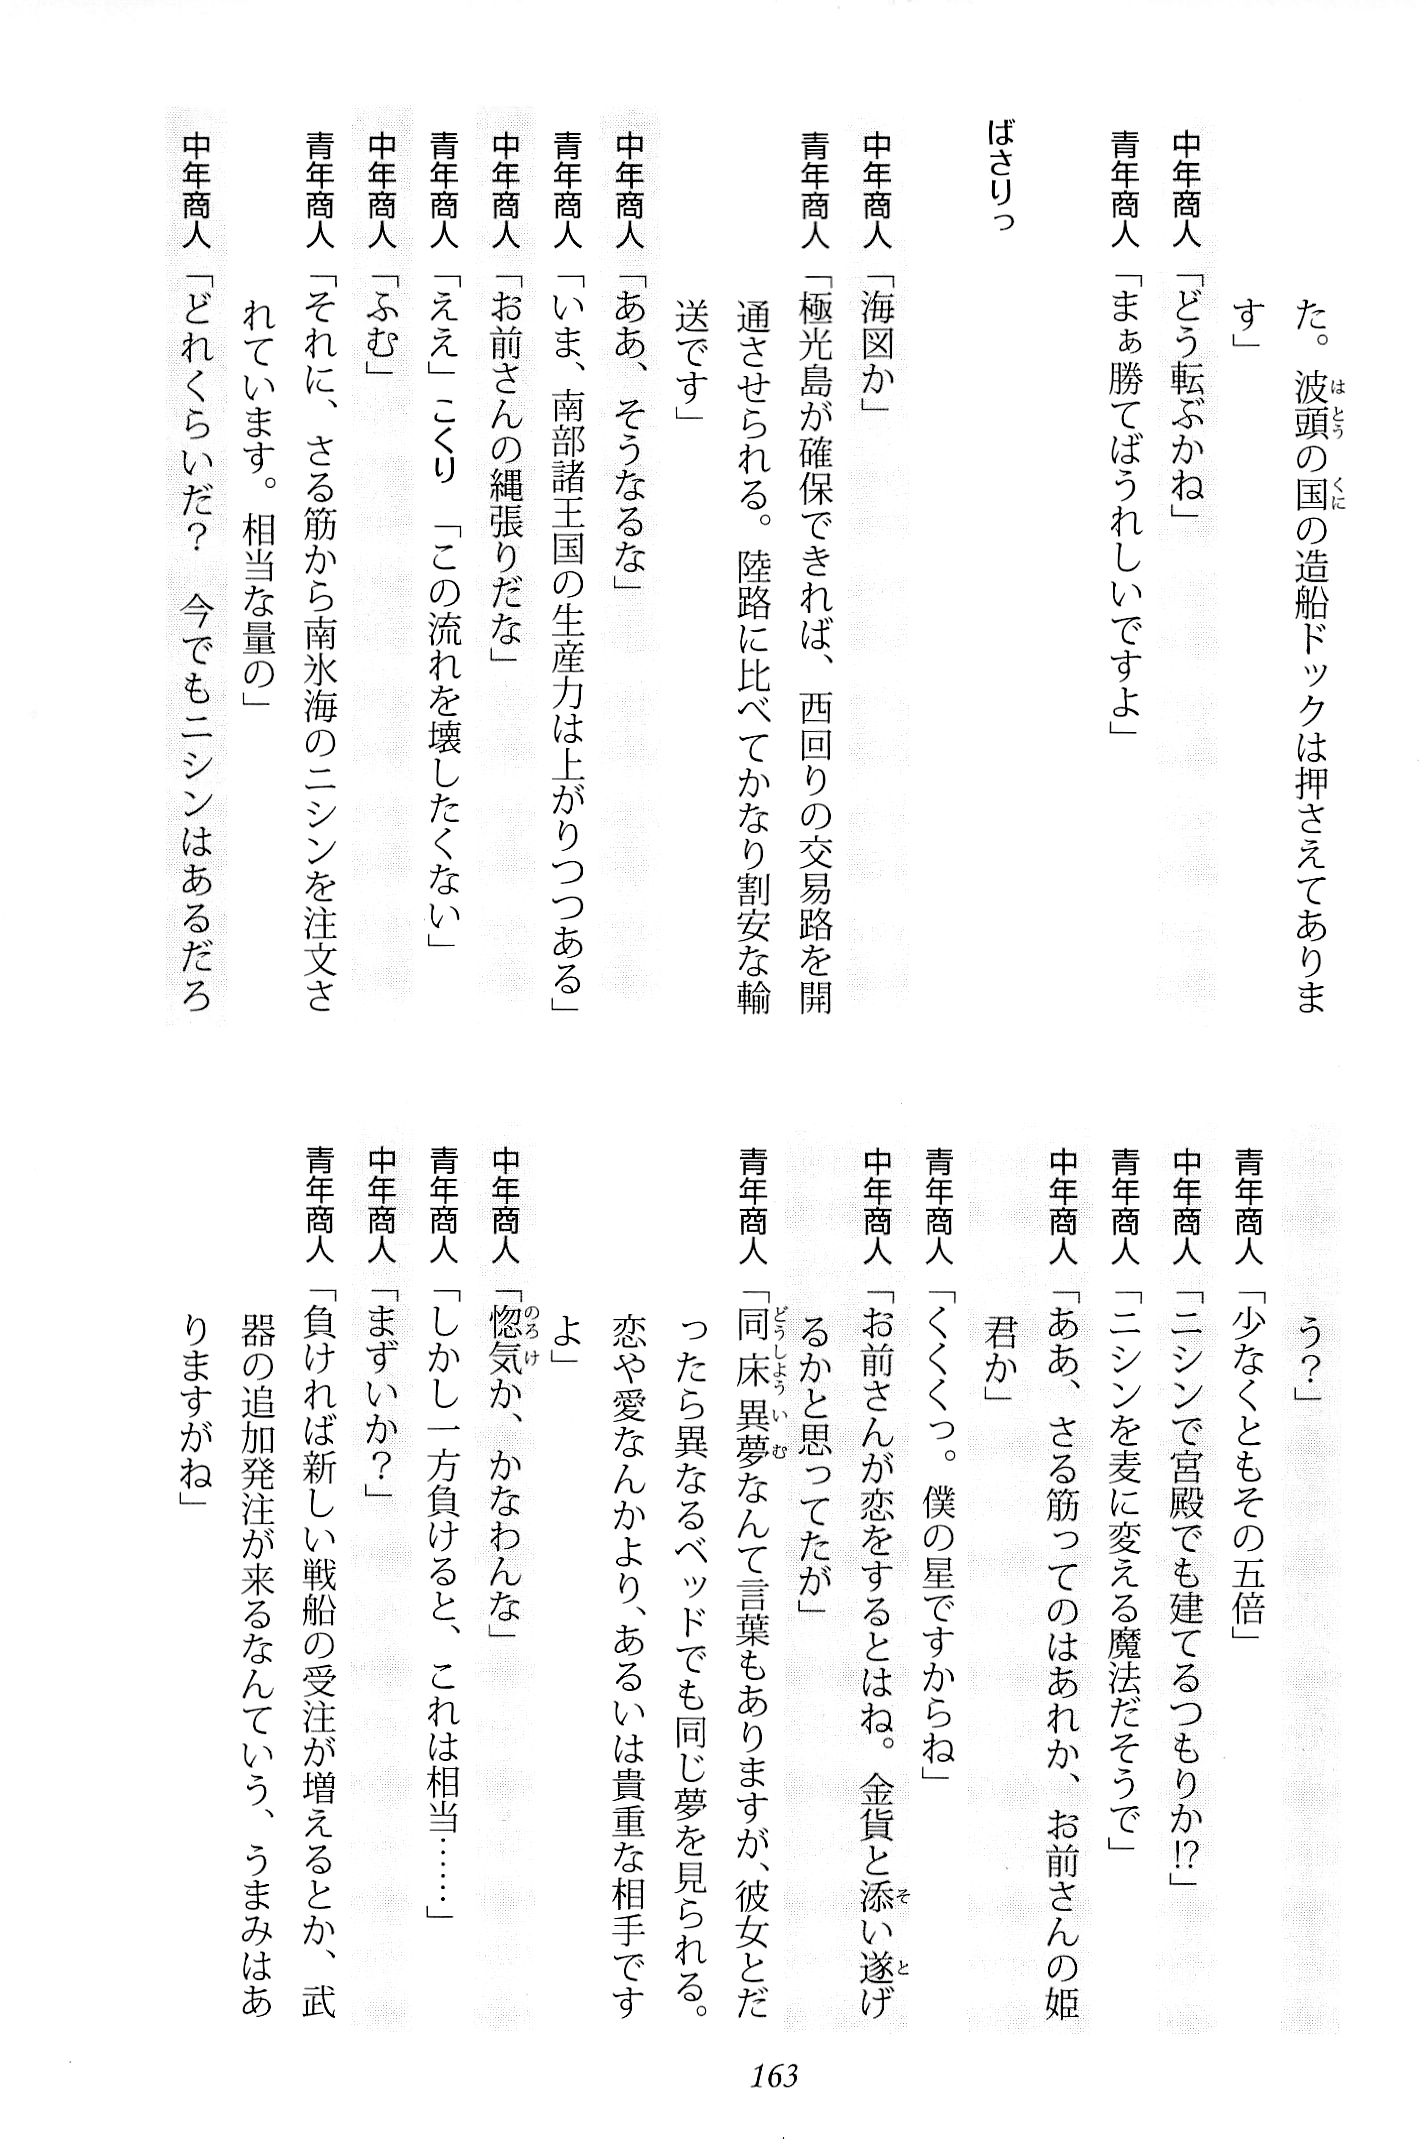 た。波頭の国の造船ドックは押さえてありま
す」
中年商人「どう転ぶかね」
青年商人「まぁ勝てばうれしいですよ」
ばさりっ
中年商人「海図か」
青年商人「極光島が確保できれば、西回りの交易路を開
通させられる。陸路に比べてかなり割安な輸
送です」
中年商人「ああ、そうなるな」
青年商人「いま、南部諸王国の生産力は上がりつつある」
中年商人「お前さんの縄張りだな」
青年商人「ええ」こくり　「この流れを壊したくない」
中年商人「ふむ」
青年商人「それに、さる筋から南氷海のニシンを注文さ
れています。相当な量の」
中年商人「どれくらいだ？　今でもニシンはあるだろ
う？」
青年商人「少なくともその五倍」
中年商人「ニシンで宮殿でも建てるつもりか!?」
青年商人「ニシンを麦に変える魔法だそうで」
中年商人「ああ、さる筋ってのはあれか、お前さんの姫
君か」
青年商人「くくくっ。僕の星ですからね」
中年商人「お前さんが恋をするとはね。金貨と添い遂げ
るかと思ってたが」
青年商人「同床異夢なんて言葉もありますが、彼女とだ
ったら異なるベッドでも同じ夢を見られる。
恋や愛なんかより、あるいは貴重な相手です
よ」
中年商人「惚気か、かなわんな」
青年商人「しかし一方負けると、これは相当……」
中年商人「まずいか？」
青年商人「負ければ新しい戦船の受注が増えるとか、武
器の追加発注が来るなんていう、うまみはあ
りますがね」
163